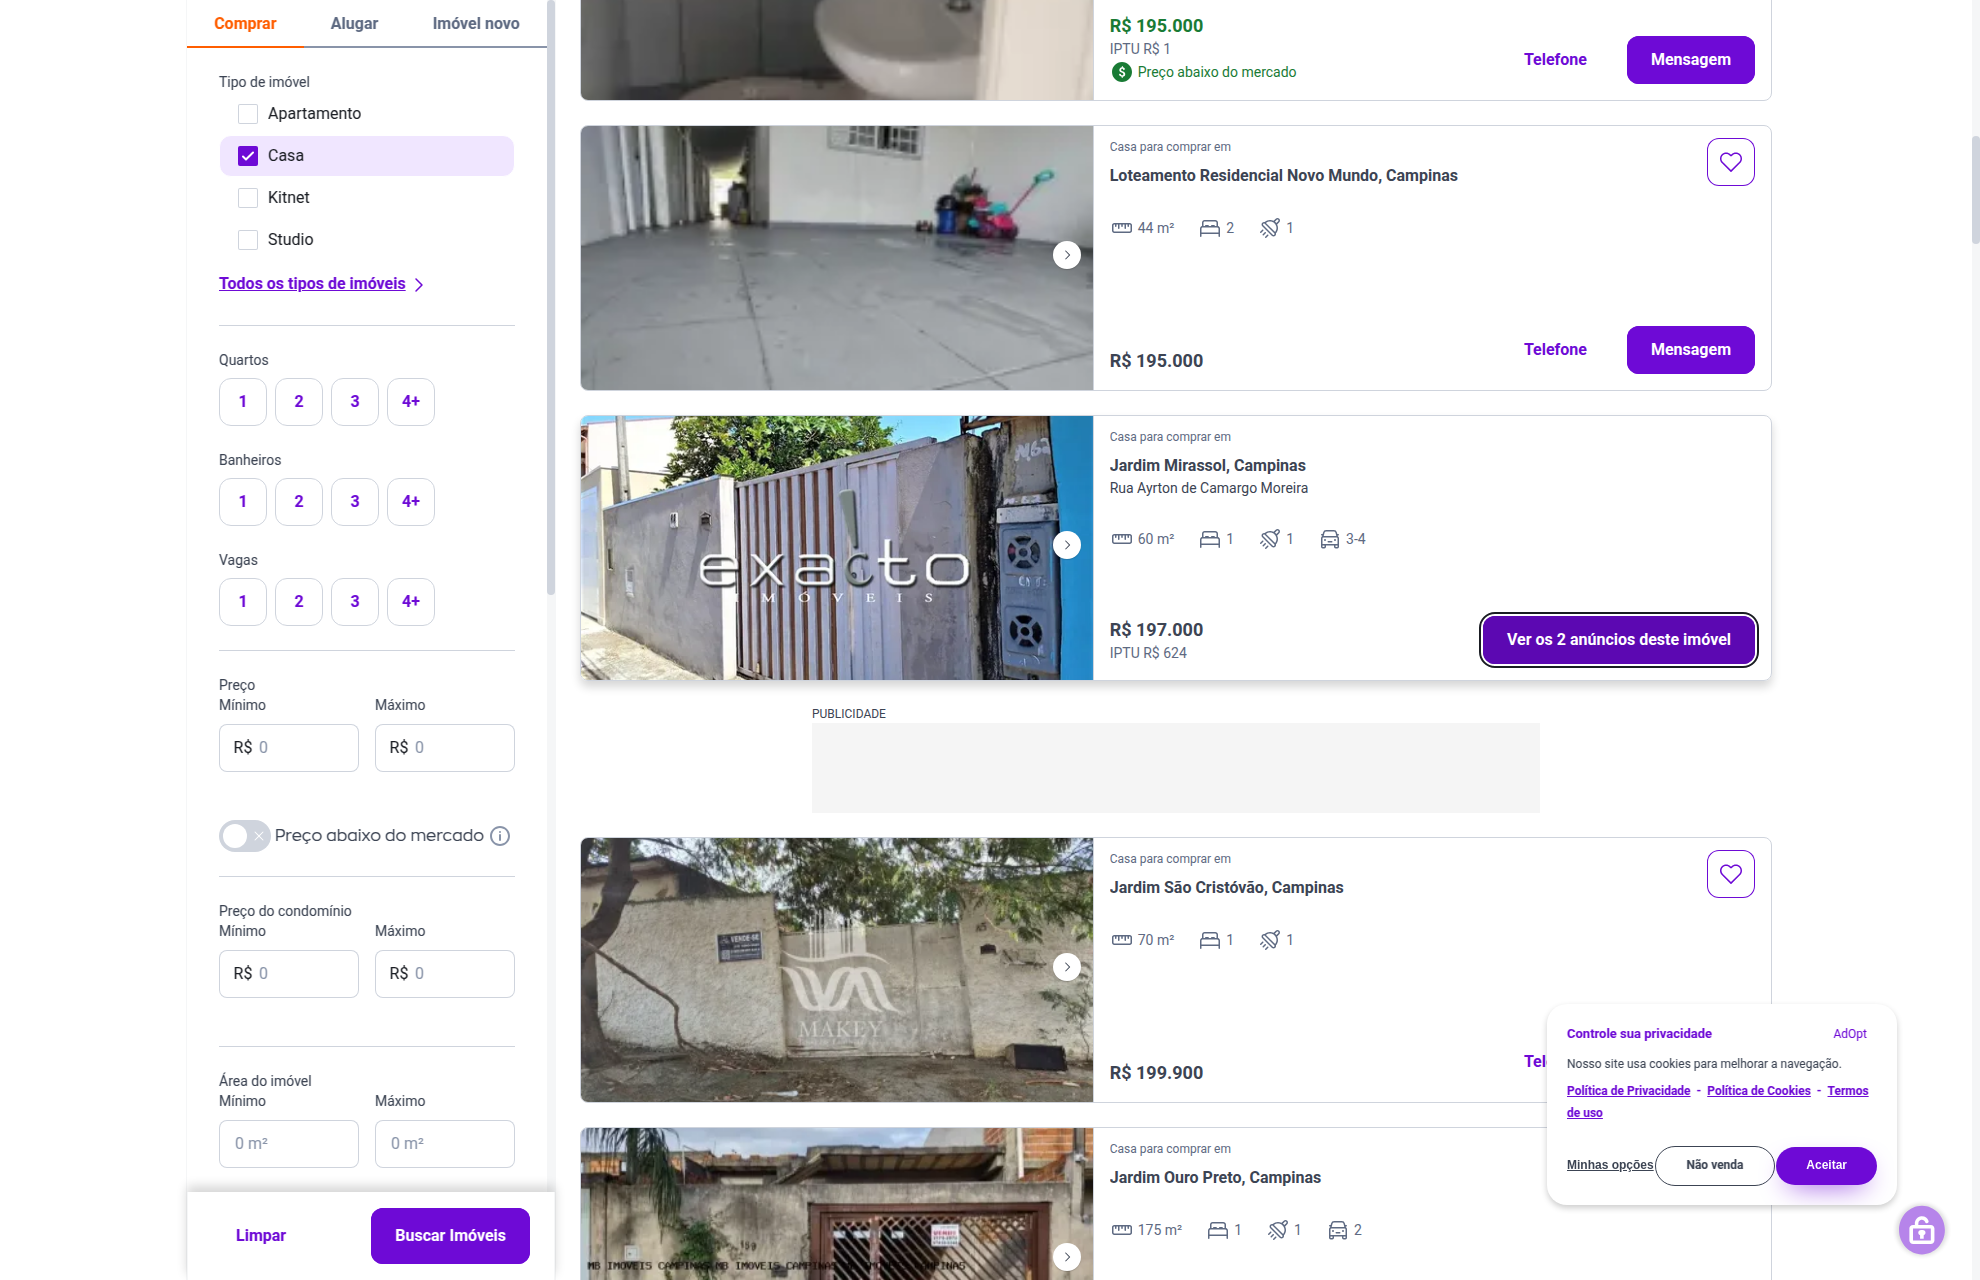 Comprar
Alugar
Imóvel novo
Tipo de imóvel
Apartamento
Casa
Kitnet
Studio
Todos os tipos de imóveis
Quartos
1 2 3 4+
Banheiros
1 2 3 4+
Vagas
1 2 3 4+
Preço
Mínimo Máximo
R$ 0 R$ 0
Preço abaixo do mercado
Preço do condomínio
Mínimo Máximo
R$ 0 R$ 0
Área do imóvel
Mínimo Máximo
0 m² 0 m²
Limpar
Buscar Imóveis
R$ 195.000
IPTU R$ 1
$ Preço abaixo do mercado
Telefone
Mensagem
Casa para comprar em
Loteamento Residencial Novo Mundo, Campinas
44 m² 2 1
R$ 195.000
Telefone
Mensagem
exacto
IMÓVEIS
Casa para comprar em
Jardim Mirassol, Campinas
Rua Ayrton de Camargo Moreira
60 m² 1 1 3-4
R$ 197.000
IPTU R$ 624
Ver os 2 anúncios deste imóvel
PUBLICIDADE
VENDE-SE
MAKEY
Casa para comprar em
Jardim São Cristóvão, Campinas
70 m² 1 1
R$ 199.900
Casa para comprar em
Jardim Ouro Preto, Campinas
175 m² 1 1 2
MB IMOVEIS CAMPINAS MB IMOVEIS CAMPINAS
Controle sua privacidade
AdOpt
Nosso site usa cookies para melhorar a navegação.
Política de Privacidade - Política de Cookies - Termos
de uso
Minhas opções
Não venda
Aceitar